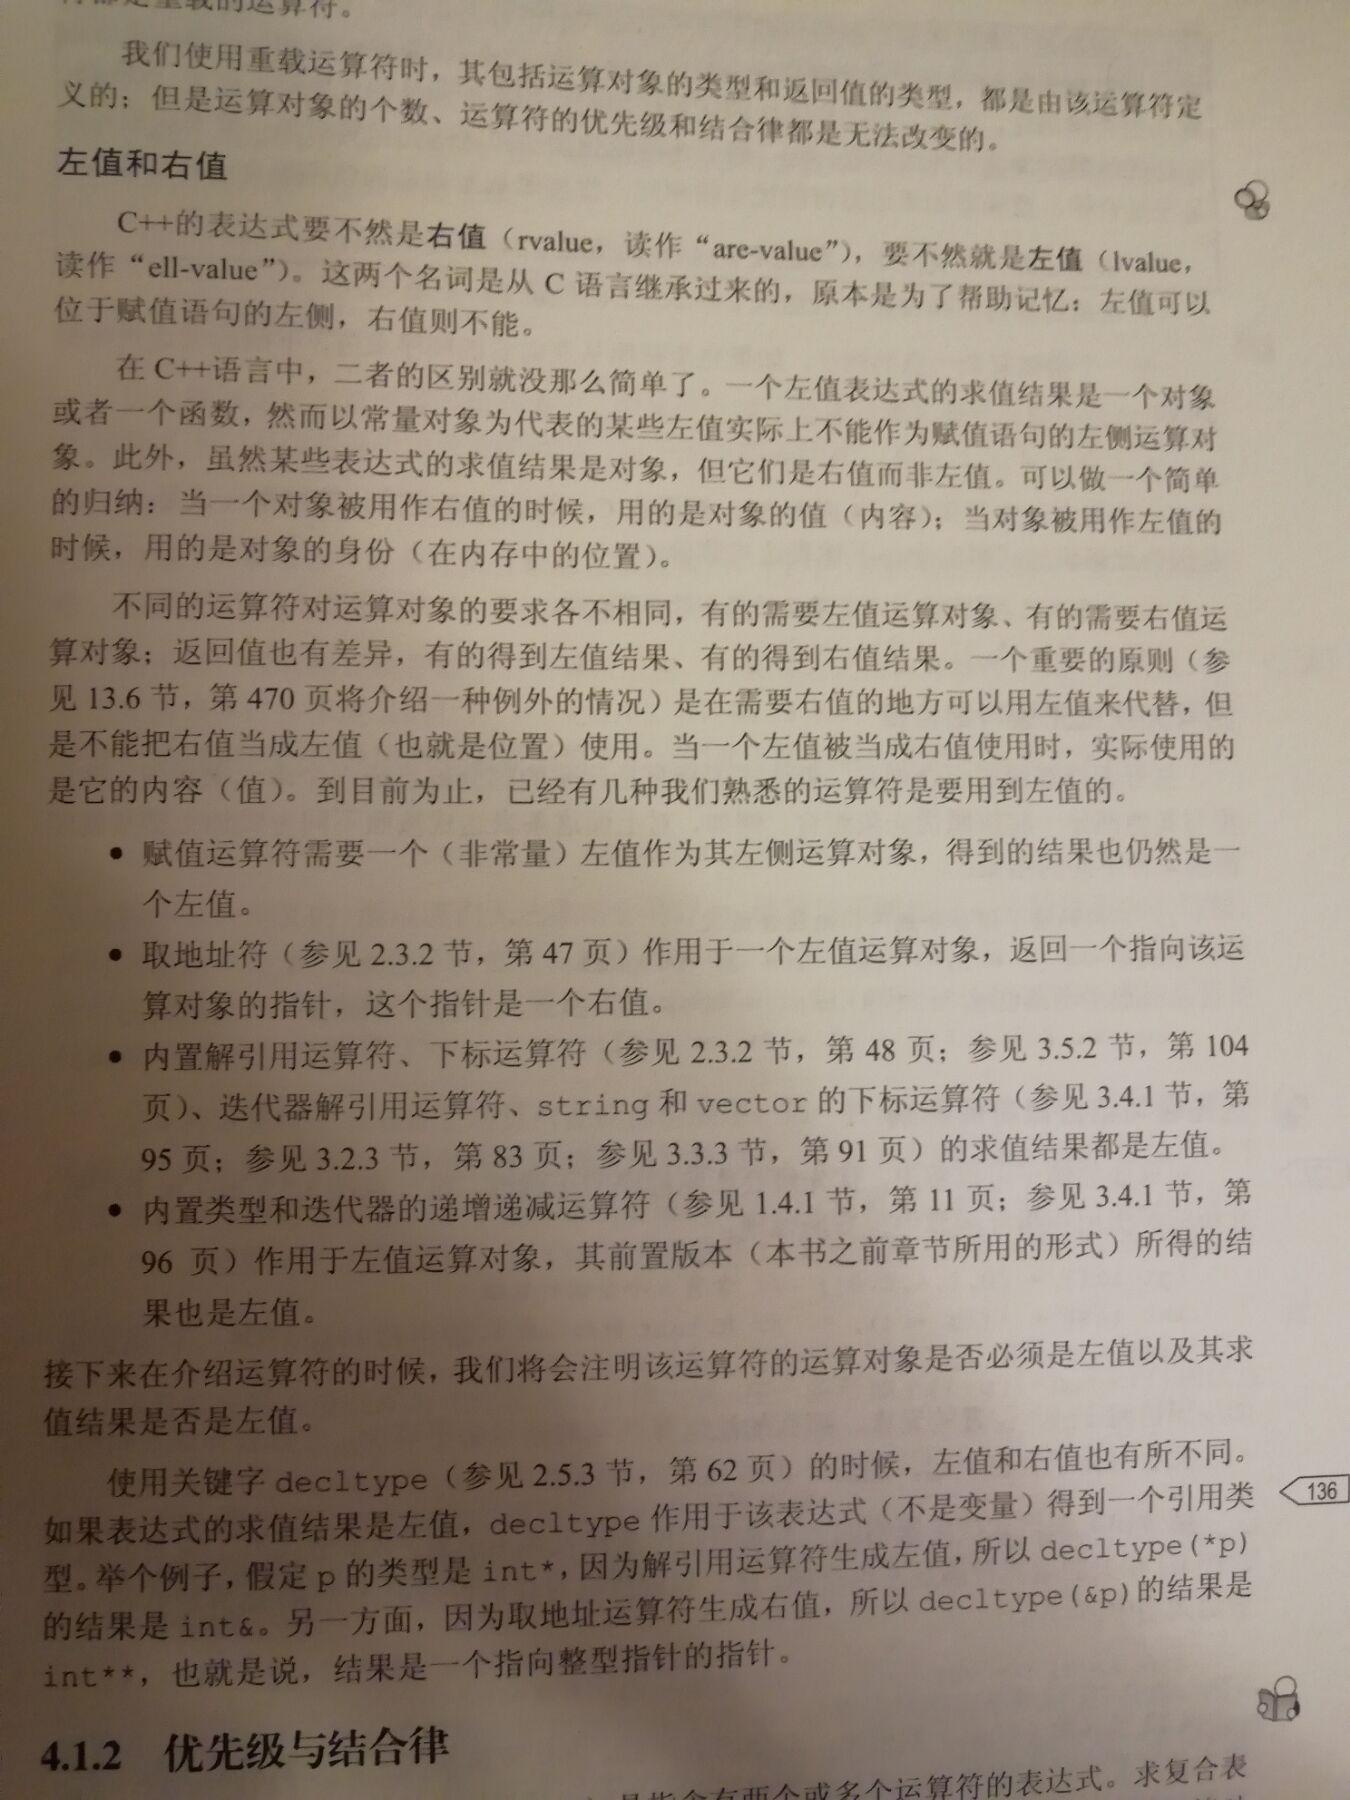 都是重载的运算符。
我们使用重载运算符时，其包括运算对象的类型和返回值的类型，都是由该运算符定
义的；但是运算对象的个数、运算符的优先级和结合律都是无法改变的。
左值和右值
C++的表达式要不然是右值（rvalue，读作“are-value”），要不然就是左值（lvalue，
读作“ell-value”）。这两个名词是从 C 语言继承过来的，原本是为了帮助记忆：左值可以
位于赋值语句的左侧，右值则不能。
在 C++语言中，二者的区别就没那么简单了。一个左值表达式的求值结果是一个对象
或者一个函数，然而以常量对象为代表的某些左值实际上不能作为赋值语句的左侧运算对
象。此外，虽然某些表达式的求值结果是对象，但它们是右值而非左值。可以做一个简单
的归纳：当一个对象被用作右值的时候，用的是对象的值（内容）；当对象被用作左值的
时候，用的是对象的身份（在内存中的位置）。
不同的运算符对运算对象的要求各不相同，有的需要左值运算对象、有的需要右值运
算对象；返回值也有差异，有的得到左值结果、有的得到右值结果。一个重要的原则（参
见 13.6 节，第 470 页将介绍一种例外的情况）是在需要右值的地方可以用左值来代替，但
是不能把右值当成左值（也就是位置）使用。当一个左值被当成右值使用时，实际使用的
是它的内容（值）。到目前为止，已经有几种我们熟悉的运算符是要用到左值的。
• 赋值运算符需要一个（非常量）左值作为其左侧运算对象，得到的结果也仍然是一
个左值。
• 取地址符（参见 2.3.2 节，第 47 页）作用于一个左值运算对象，返回一个指向该运
算对象的指针，这个指针是一个右值。
• 内置解引用运算符、下标运算符（参见 2.3.2 节，第 48 页；参见 3.5.2 节，第 104
页）、迭代器解引用运算符、string 和 vector 的下标运算符（参见 3.4.1 节，第
95 页；参见 3.2.3 节，第 83 页；参见 3.3.3 节，第 91 页）的求值结果都是左值。
• 内置类型和迭代器的递增递减运算符（参见 1.4.1 节，第 11 页；参见 3.4.1 节，第
96 页）作用于左值运算对象，其前置版本（本书之前章节所用的形式）所得的结
果也是左值。
接下来在介绍运算符的时候，我们将会注明该运算符的运算对象是否必须是左值以及其求
值结果是否是左值。
使用关键字 decltype（参见 2.5.3 节，第 62 页）的时候，左值和右值也有所不同。
如果表达式的求值结果是左值，decltype 作用于该表达式（不是变量）得到一个引用类
136
型。举个例子，假定 p 的类型是 int*，因为解引用运算符生成左值，所以 decltype(*p)
的结果是 int&。另一方面，因为取地址运算符生成右值，所以 decltype(&p)的结果是
int**，也就是说，结果是一个指向整型指针的指针。
4.1.2 优先级与结合律
是指含有两个或多个运算符的表达式。求复合表